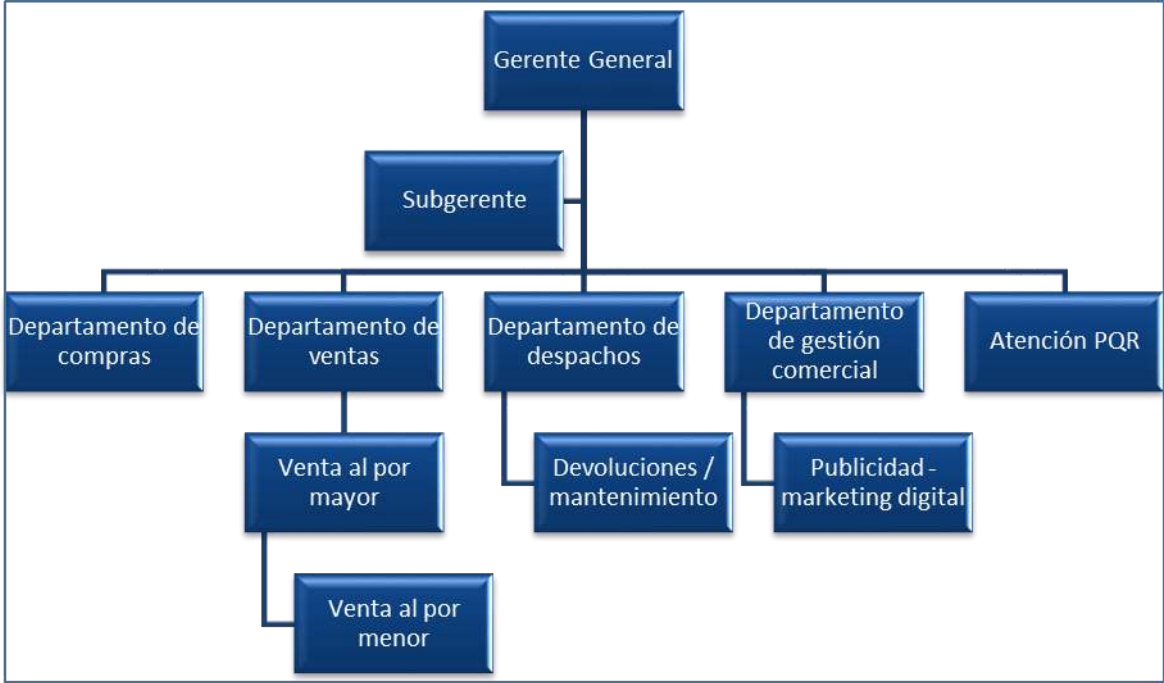 Gerente General
Subgerente
Departamento de
compras
Departamento de
ventas
Departamento de
despachos
Departamento
de gestión
comercial
Atención PQR
Venta al por
mayor
Devoluciones /
mantenimiento
Publicidad -
marketing digital
Venta al por
menor